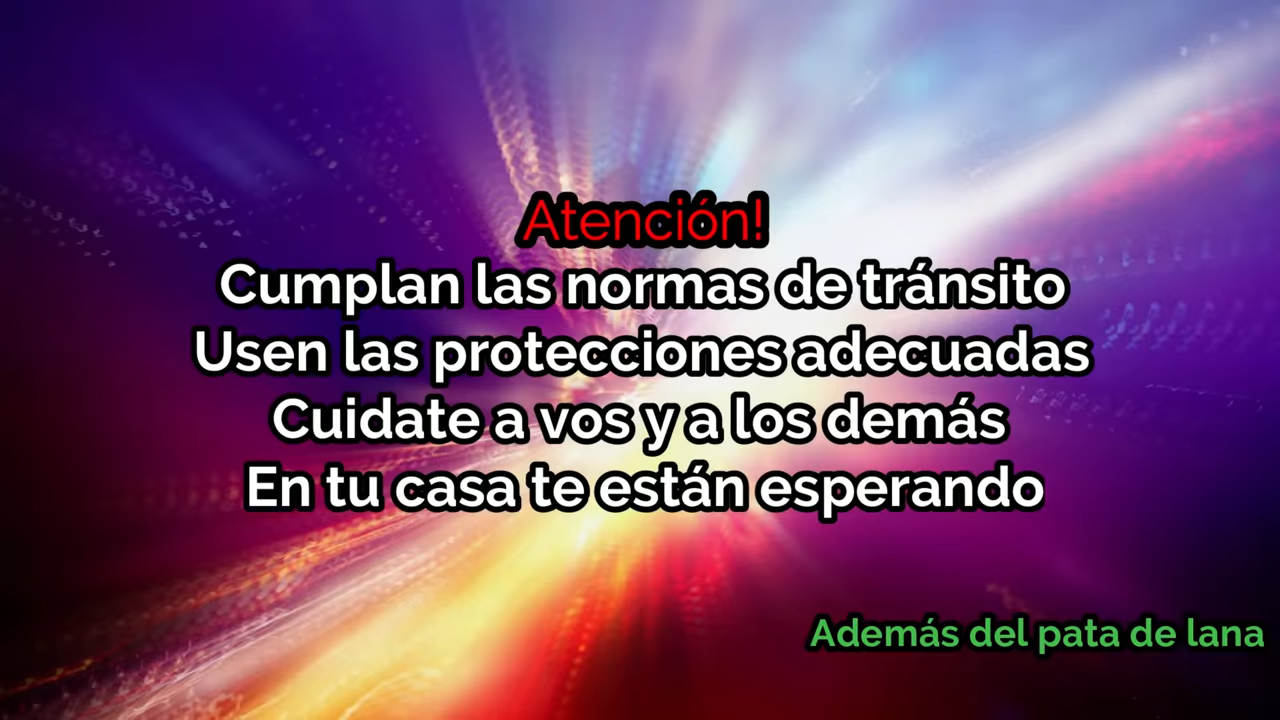 Atención!
Cumplan las normas de tránsito
Usen las protecciones adecuadas
Cuidate a vos y a los demás
En tu casa te están esperando
Además del pata de lana